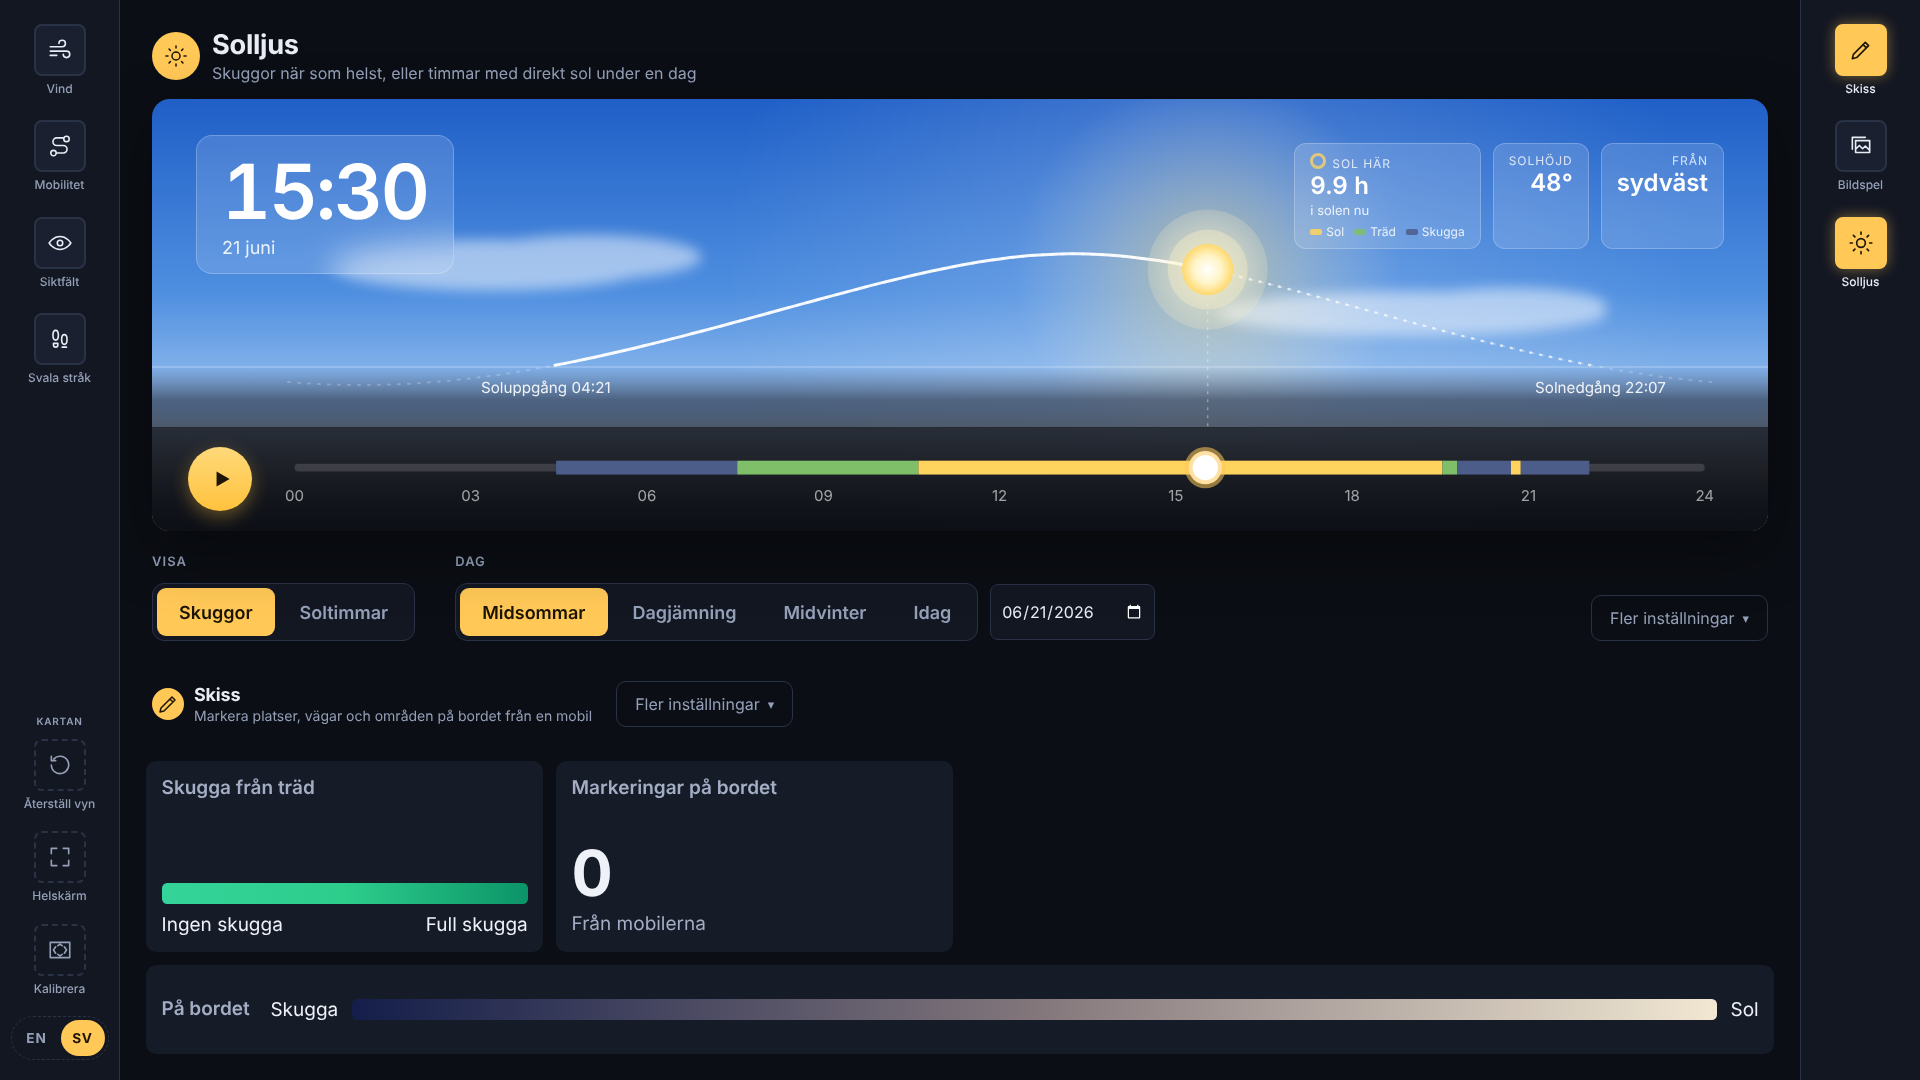 Vind
Mobilitet
Siktfält
Svala stråk
KARTAN
Återställ vyn
Helskärm
Kalibrera
EN SV
Solljus
Skuggor när som helst, eller timmar med direkt sol under en dag
15:30
21 juni
SOL HÄR
9.9 h
i solen nu
Sol Träd Skugga
SOLHÖJD
48°
FRÅN
sydväst
Soluppgång 04:21
Solnedgång 22:07
00 03 06 09 12 15 18 21 24
VISA
Skuggor Soltimmar
DAG
Midsommar Dagjämning Midvinter Idag
06/21/2026
Fler inställningar ▾
Skiss
Markera platser, vägar och områden på bordet från en mobil
Fler inställningar ▾
Skugga från träd
Ingen skugga Full skugga
Markeringar på bordet
0
Från mobilerna
På bordet Skugga Sol
Skiss
Bildspel
Solljus